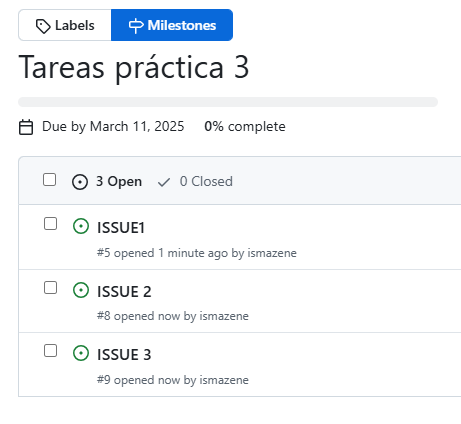 Labels Milestones
Tareas práctica 3
Due by March 11, 2025 0% complete
3 Open 0 Closed
ISSUE1
#5 opened 1 minute ago by ismazene
ISSUE 2
#8 opened now by ismazene
ISSUE 3
#9 opened now by ismazene